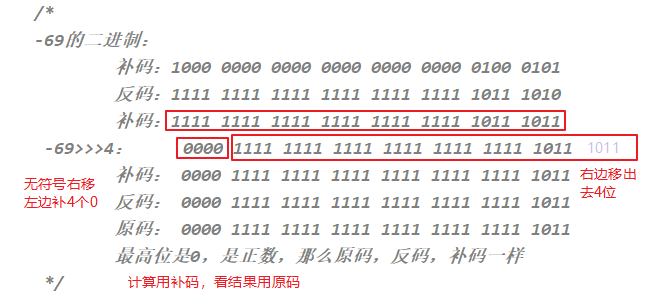 /*
-69的二进制：
补码：1000 0000 0000 0000 0000 0000 0100 0101
反码：1111 1111 1111 1111 1111 1111 1011 1010
补码：1111 1111 1111 1111 1111 1111 1011 1011
-69>>>4： 0000 1111 1111 1111 1111 1111 1111 1011 1011
无符号右移
左边补4个0
补码：0000 1111 1111 1111 1111 1111 1111 1011
反码：0000 1111 1111 1111 1111 1111 1111 1011
原码：0000 1111 1111 1111 1111 1111 1111 1011
右边移出
去4位
最高位是0，是正数，那么原码，反码，补码一样
*/ 计算用补码，看结果用原码